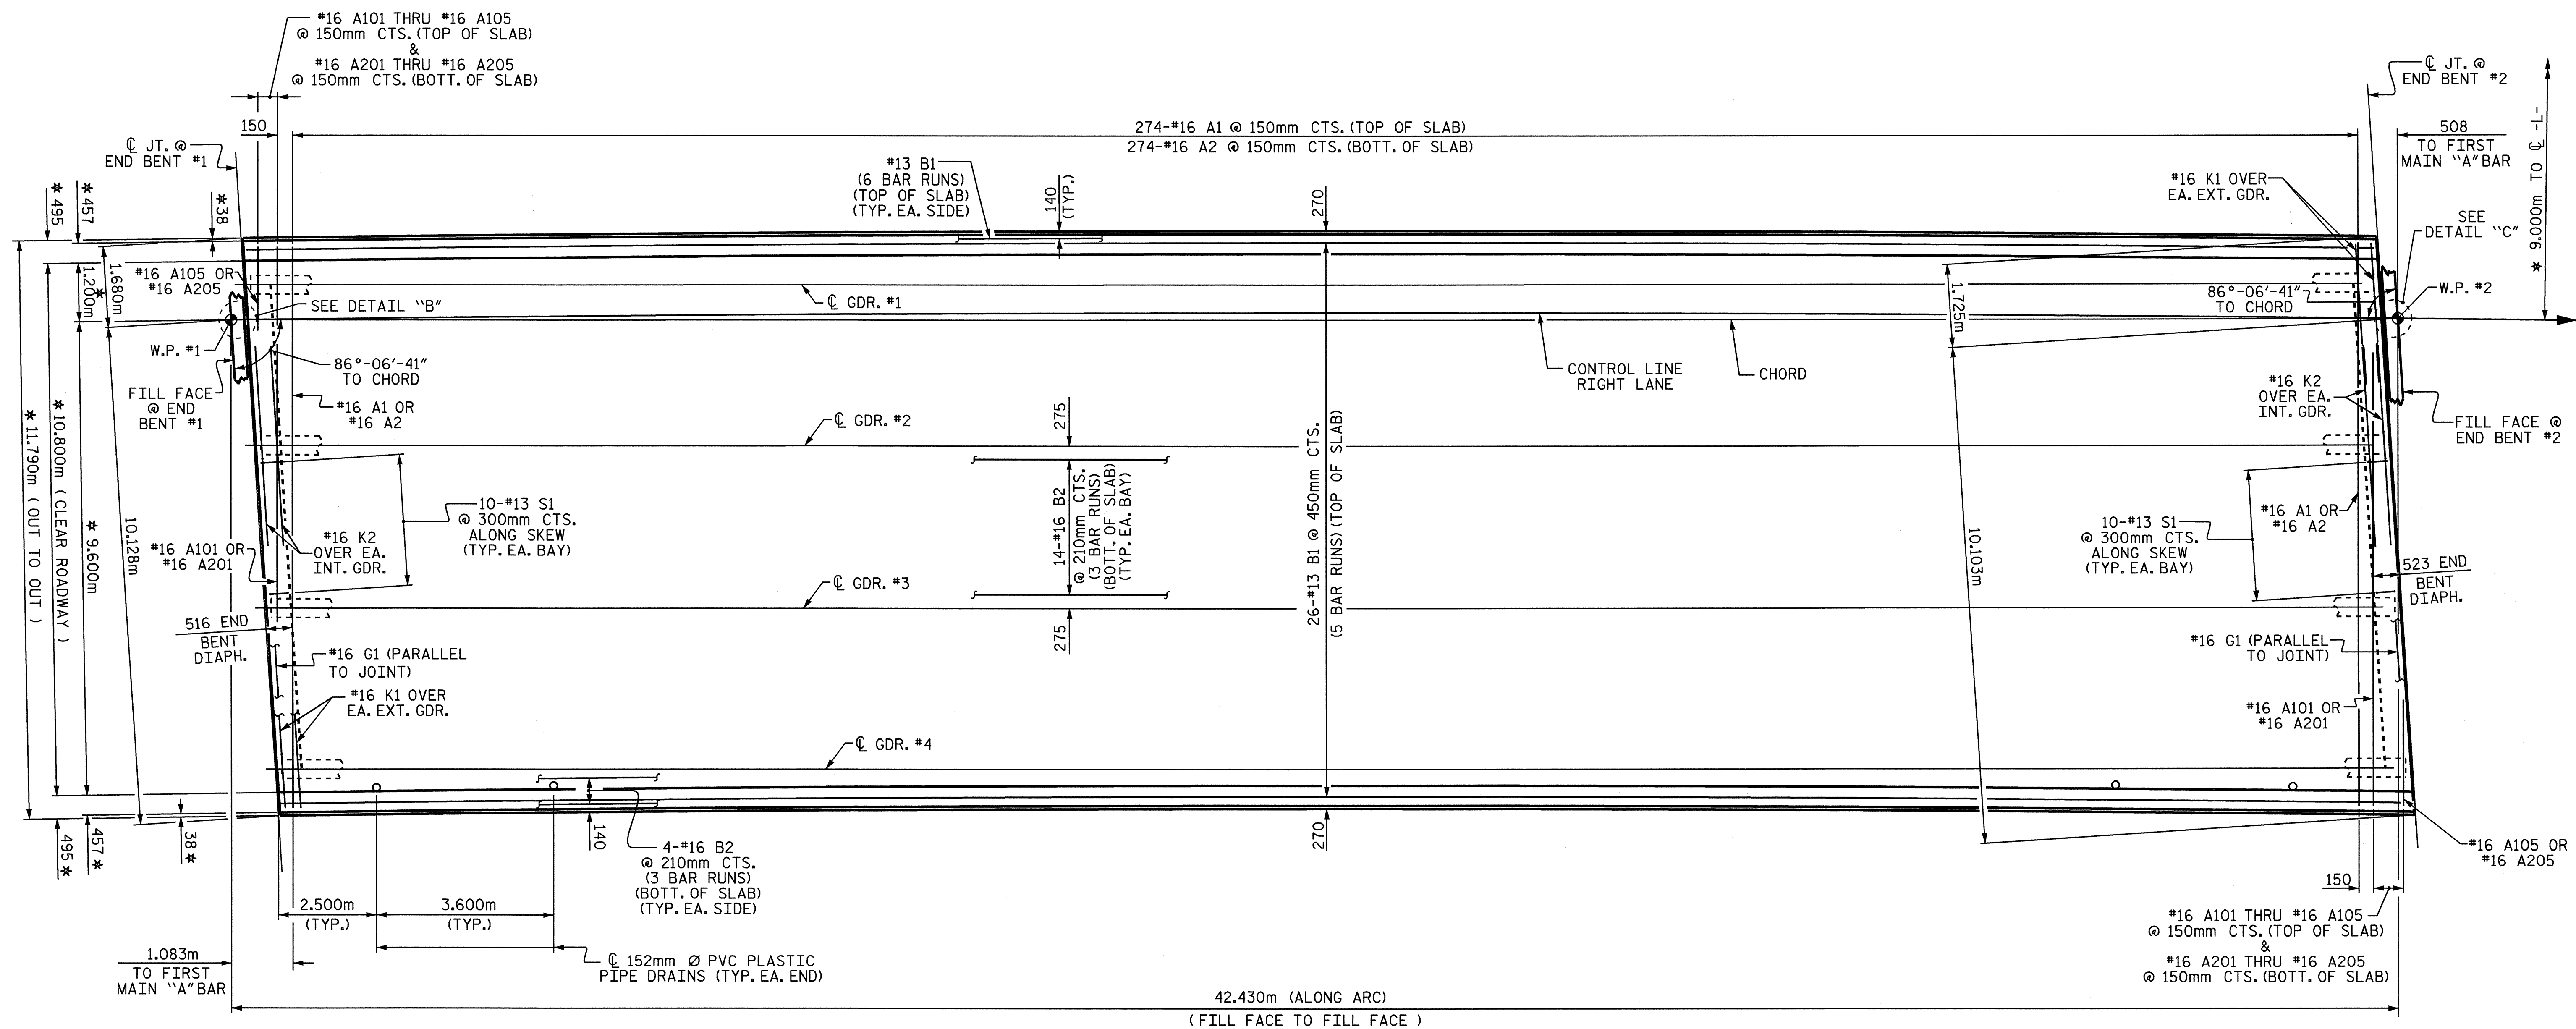 #16 A101 THRU #16 A105
@ 150mm CTS. (TOP OF SLAB)
&
#16 A201 THRU #16 A205
@ 150mm CTS. (BOTT. OF SLAB)
150
℄ JT. @
END BENT #1
274-#16 A1 @ 150mm CTS. (TOP OF SLAB)
274-#16 A2 @ 150mm CTS. (BOTT. OF SLAB)
#13 B1
(6 BAR RUNS)
(TOP OF SLAB)
(TYP. EA. SIDE)
140
(TYP.)
270
℄ JT. @
END BENT #2
508
TO FIRST
MAIN "A" BAR
✶ 9.000m TO ℄ -L-
#16 K1 OVER
EA. EXT. GDR.
SEE
DETAIL "C"
✶ 495
✶ 457
✶ 38
1.200m
✶
1.680m
#16 A105 OR
#16 A205
SEE DETAIL "B"
℄ GDR. #1
W.P. #1
86°-06'-41"
TO CHORD
FILL FACE
@ END
BENT #1
#16 A1 OR
#16 A2
CONTROL LINE
RIGHT LANE
CHORD
1.725m
86°-06'-41"
TO CHORD
W.P. #2
#16 K2
OVER EA.
INT. GDR.
FILL FACE @
END BENT #2
℄ GDR. #2
275
14-#16 B2
@ 210mm CTS.
(3 BAR RUNS)
(BOTT. OF SLAB)
(TYP. EA. BAY)
275
26-#13 B1 @ 450mm CTS.
(5 BAR RUNS) (TOP OF SLAB)
✶ 11.790m ( OUT TO OUT )
✶ 10.800m ( CLEAR ROADWAY )
✶ 9.600m
10.128m
10-#13 S1
@ 300mm CTS.
ALONG SKEW
(TYP. EA. BAY)
#16 K2
OVER EA.
INT. GDR.
#16 A101 OR
#16 A201
℄ GDR. #3
516 END
BENT
DIAPH.
#16 G1 (PARALLEL
TO JOINT)
#16 K1 OVER
EA. EXT. GDR.
10.103m
10-#13 S1
@ 300mm CTS.
ALONG SKEW
(TYP. EA. BAY)
#16 A1 OR
#16 A2
523 END
BENT
DIAPH.
#16 G1 (PARALLEL
TO JOINT)
#16 A101 OR
#16 A201
℄ GDR. #4
495 ✶
457 ✶
38 ✶
140
270
4-#16 B2
@ 210mm CTS.
(3 BAR RUNS)
(BOTT. OF SLAB)
(TYP. EA. SIDE)
#16 A105 OR
#16 A205
150
2.500m
(TYP.)
3.600m
(TYP.)
℄ 152mm Ø PVC PLASTIC
PIPE DRAINS (TYP. EA. END)
1.083m
TO FIRST
MAIN "A" BAR
#16 A101 THRU #16 A105
@ 150mm CTS. (TOP OF SLAB)
&
#16 A201 THRU #16 A205
@ 150mm CTS. (BOTT. OF SLAB)
42.430m (ALONG ARC)
( FILL FACE TO FILL FACE )